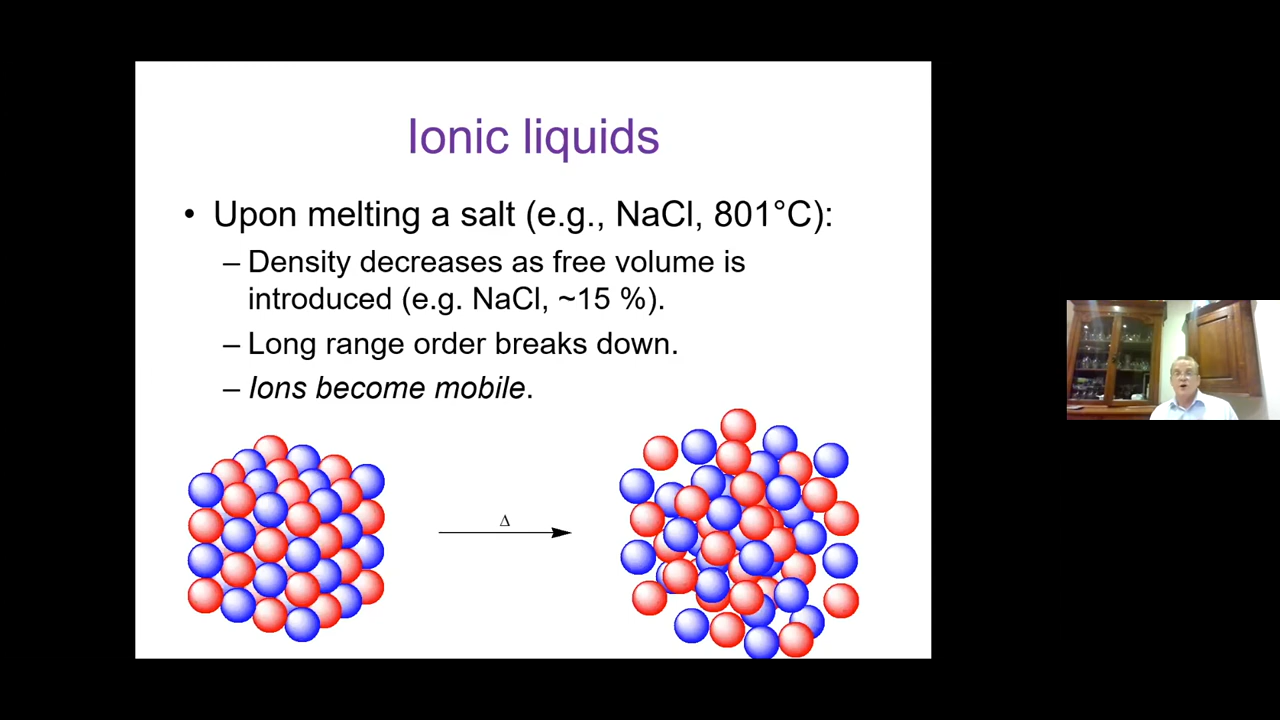 Ionic liquids
• Upon melting a salt (e.g., NaCl, 801°C):
– Density decreases as free volume is
introduced (e.g. NaCl, ~15 %).
– Long range order breaks down.
– Ions become mobile.
Δ